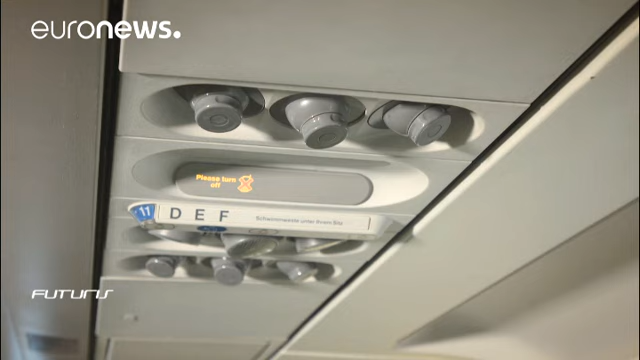 euronews.
Please turn
off
11 D E F Schwimmweste unter Ihrem Sitz
FUTURIS